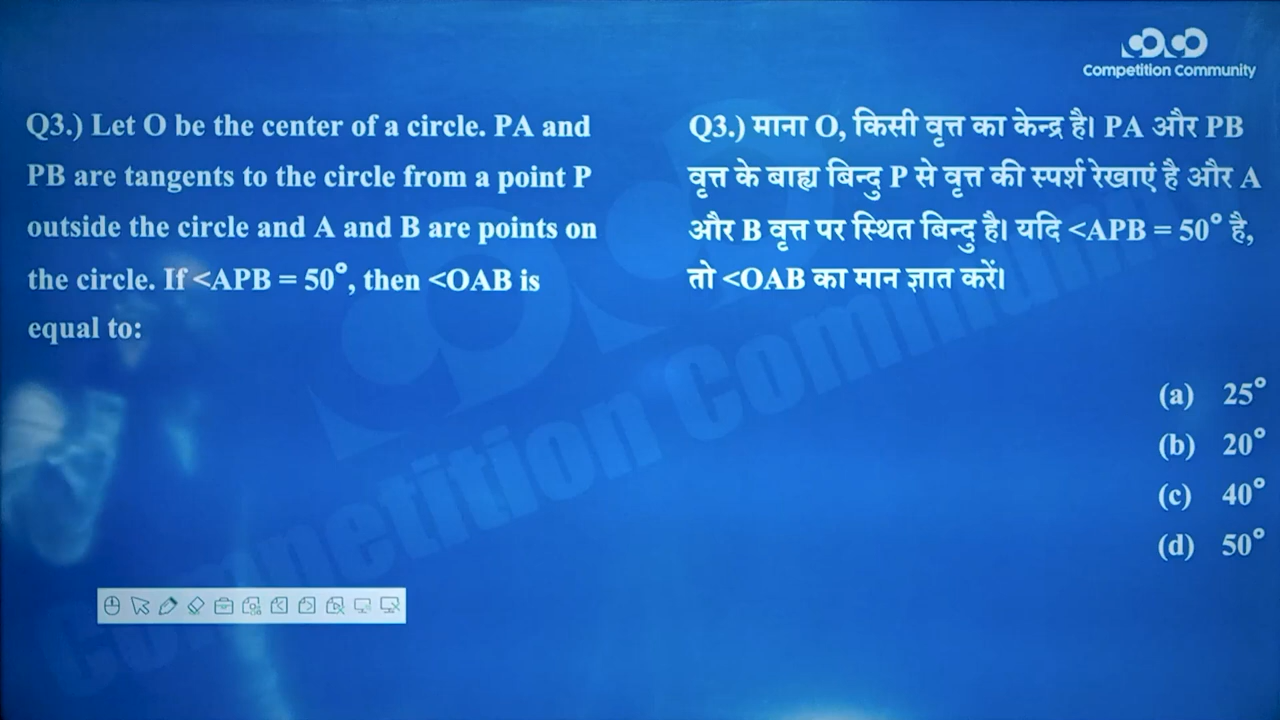 Competition Community
Q3.) Let O be the center of a circle. PA and
PB are tangents to the circle from a point P
outside the circle and A and B are points on
the circle. If <APB = 50°, then <OAB is
equal to:
Q3.) माना O, किसी वृत्त का केन्द्र है। PA और PB
वृत्त के बाह्य बिन्दु P से वृत्त की स्पर्श रेखाएं है और A
और B वृत्त पर स्थित बिन्दु है। यदि <APB = 50° है,
तो <OAB का मान ज्ञात करें।
(a) 25°
(b) 20°
(c) 40°
(d) 50°
Competition Community